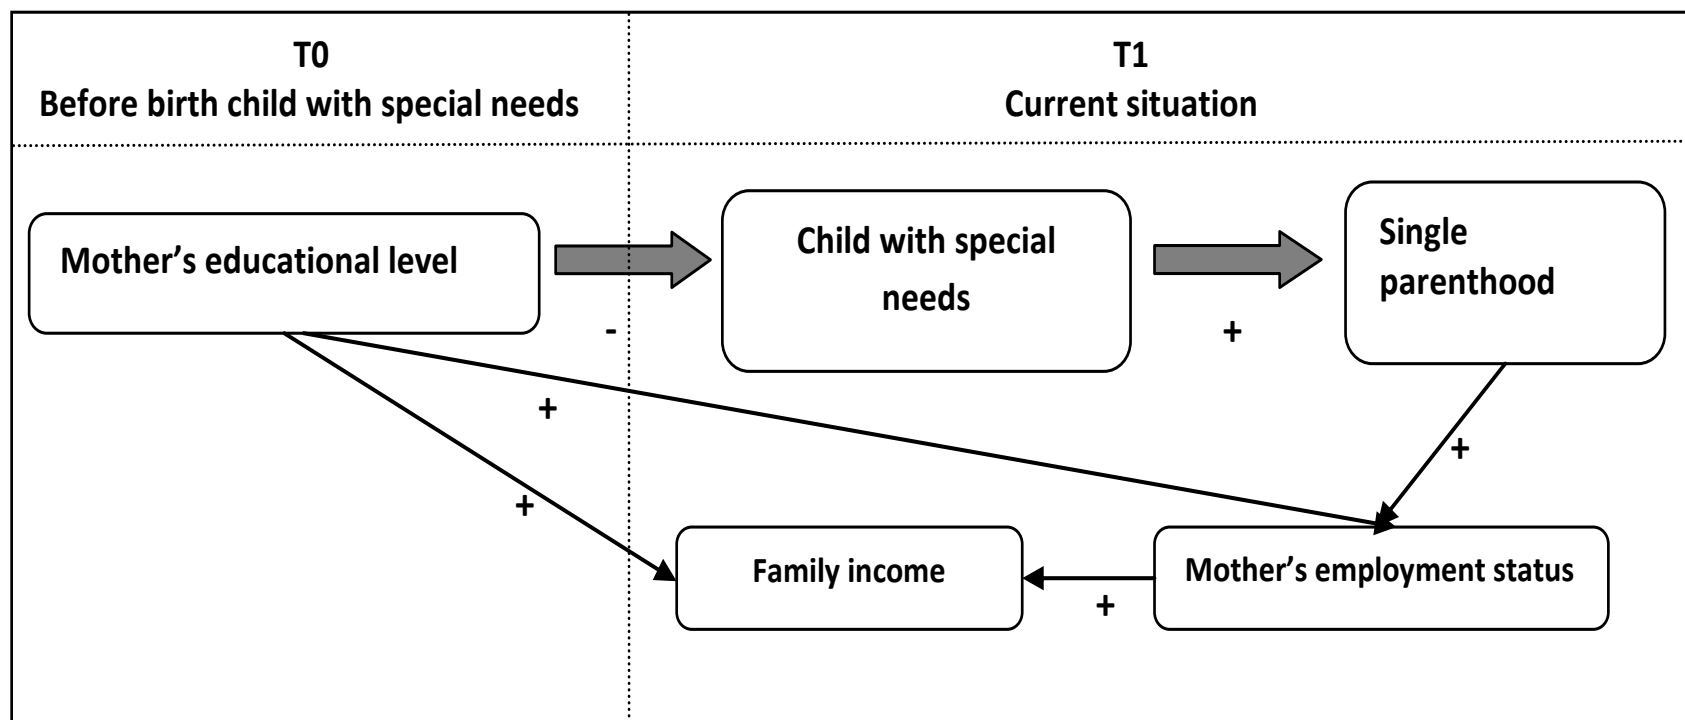 T0
Before birth child with special needs
T1
Current situation
Mother’s educational level
Child with special
needs
Single
parenthood
-
+
+
+
+
Family income
Mother’s employment status
+